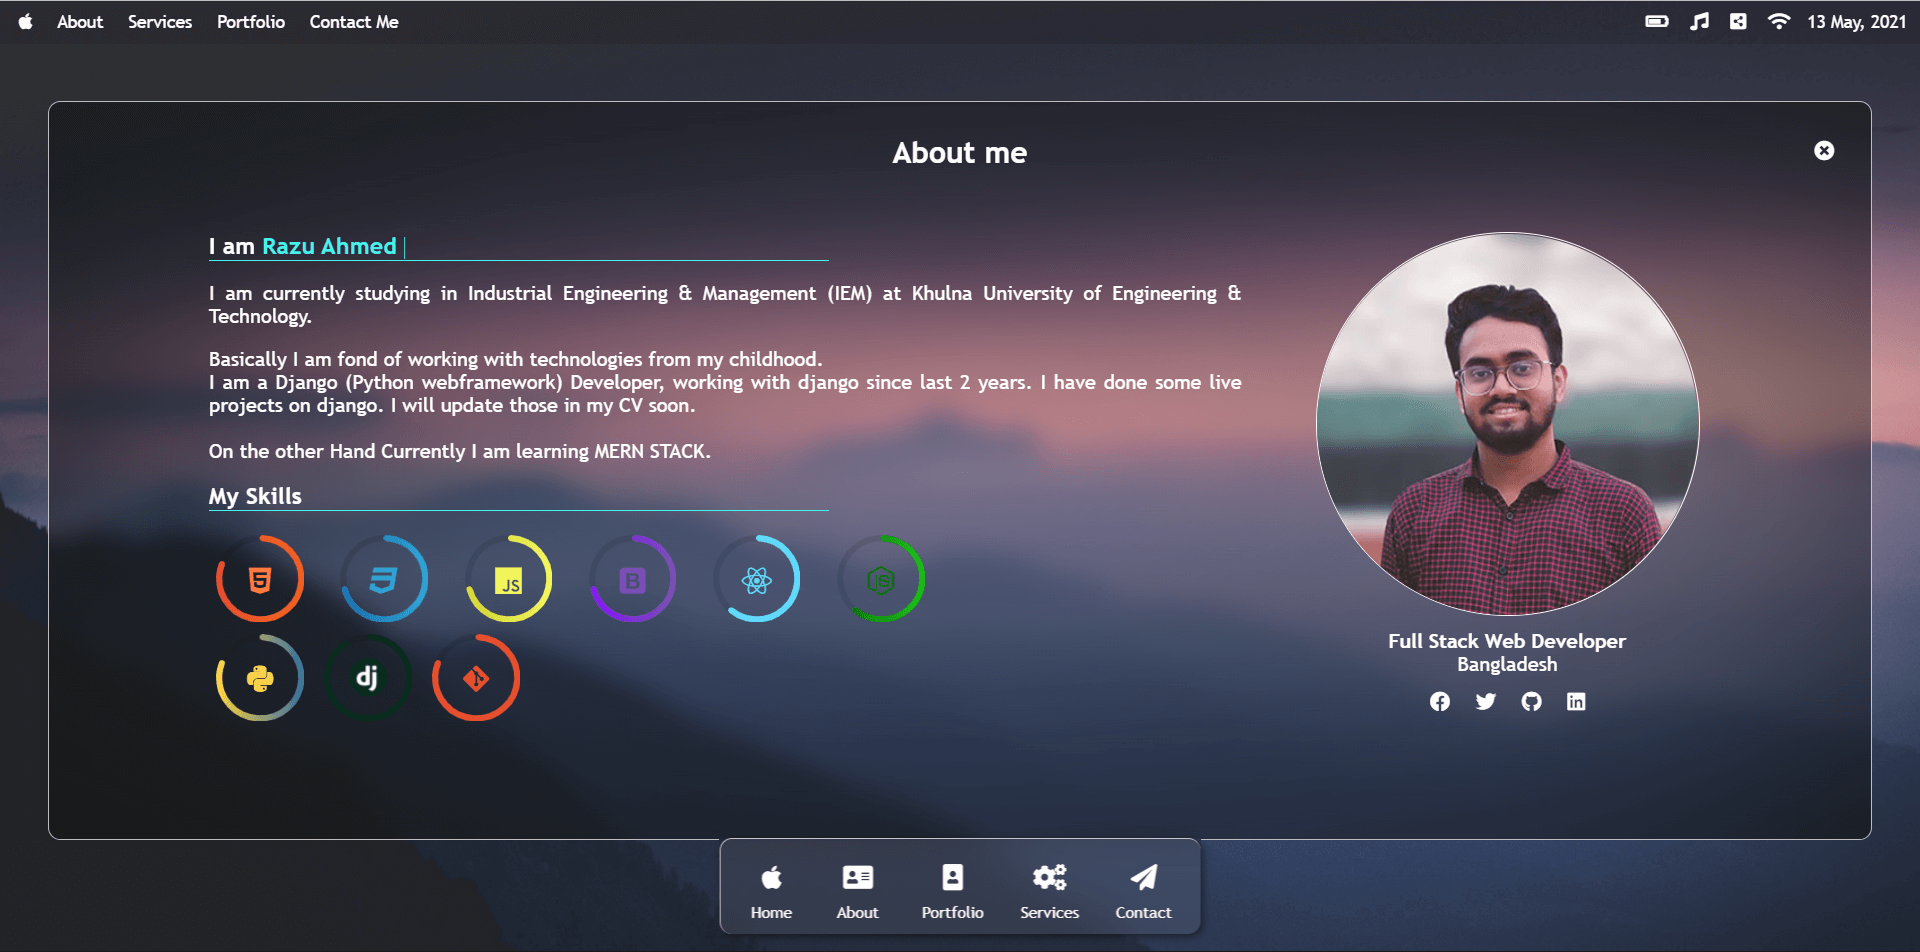 About Services Portfolio Contact Me 13 May, 2021
About me
I am Razu Ahmed |
I am currently studying in Industrial Engineering & Management (IEM) at Khulna University of Engineering &
Technology.
Basically I am fond of working with technologies from my childhood.
I am a Django (Python webframework) Developer, working with django since last 2 years. I have done some live
projects on django. I will update those in my CV soon.
On the other Hand Currently I am learning MERN STACK.
My Skills
5 3 JS B JS
dj
Full Stack Web Developer
Bangladesh
in
Home About Portfolio Services Contact